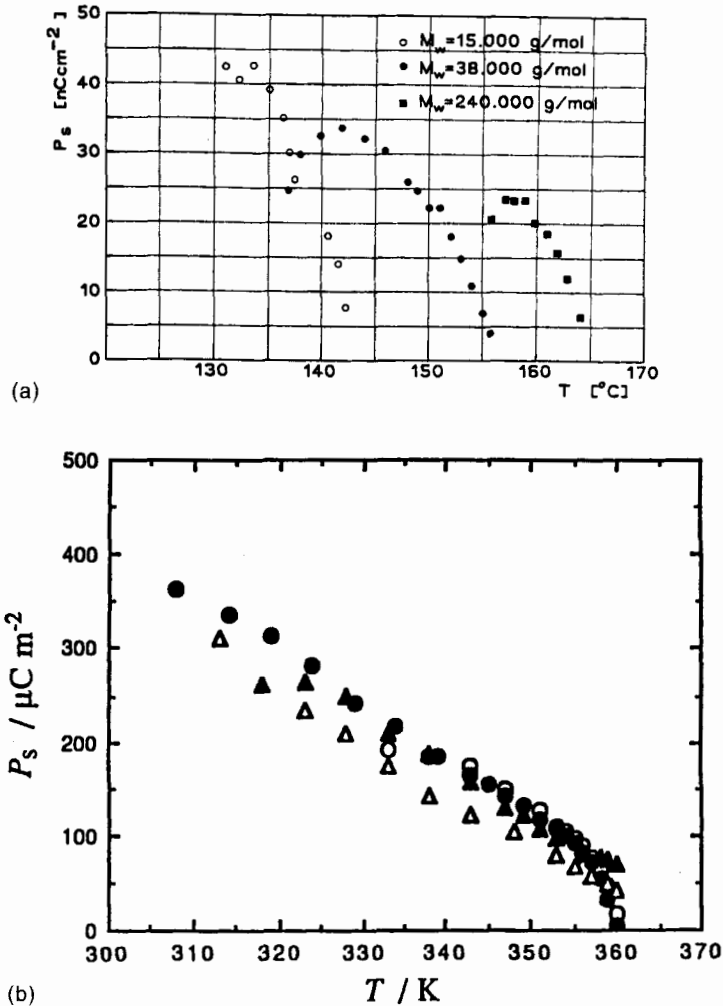 50
40
30
20
10
0
P_s [nCcm⁻²]
○ M_w=15.000 g/mol
● M_w=38.000 g/mol
■ M_w=240.000 g/mol
130 140 150 160 170
T [°C]
(a)
500
400
300
200
100
0
P_S / μC m⁻²
300 310 320 330 340 350 360 370
T / K
(b)